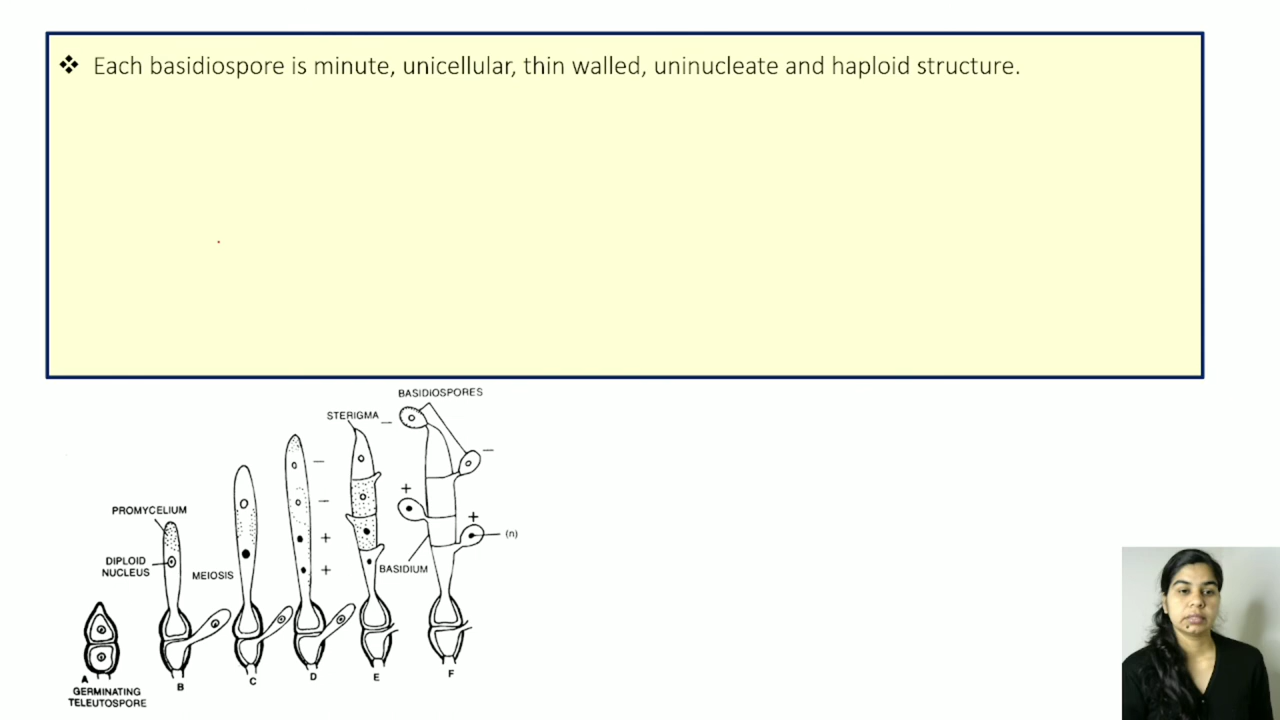 ❖ Each basidiospore is minute, unicellular, thin walled, uninucleate and haploid structure.
BASIDIOSPORES
STERIGMA
−
−
−
+
−
+
PROMYCELIUM
+
(n)
+
DIPLOID
NUCLEUS
MEIOSIS
+
BASIDIUM
A
B
C
D
E
F
GERMINATING
TELEUTOSPORE